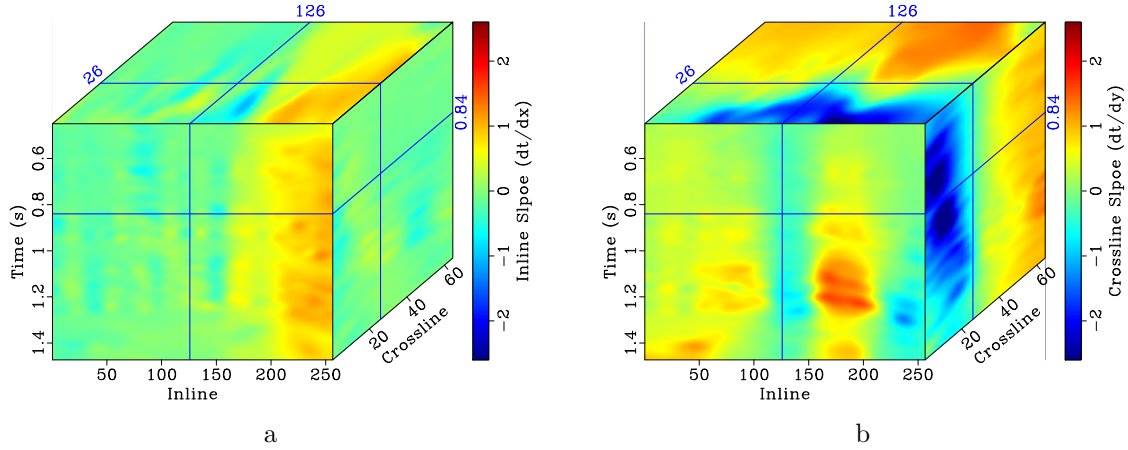 126
26
0.84
Time (s)
0.6
0.8
1
1.2
1.4
50 100 150 200 250
Inline
20 40 60
Crossline
2
1
0
−1
−2
Inline Slpoe (dt/dx)
a
126
26
0.84
Time (s)
0.6
0.8
1
1.2
1.4
50 100 150 200 250
Inline
20 40 60
Crossline
2
1
0
−1
−2
Crossline Slpoe (dt/dy)
b